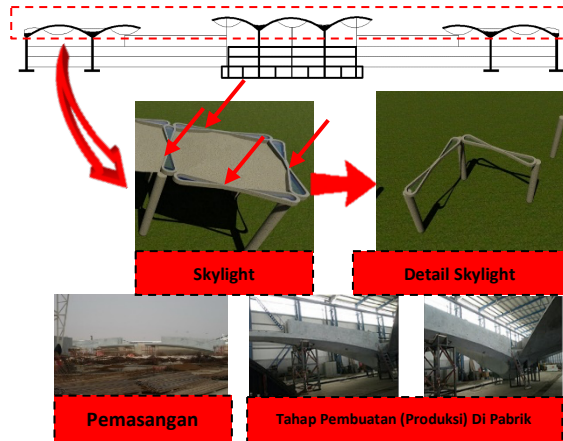 Skylight
Detail Skylight
Pemasangan
Tahap Pembuatan (Produksi) Di Pabrik